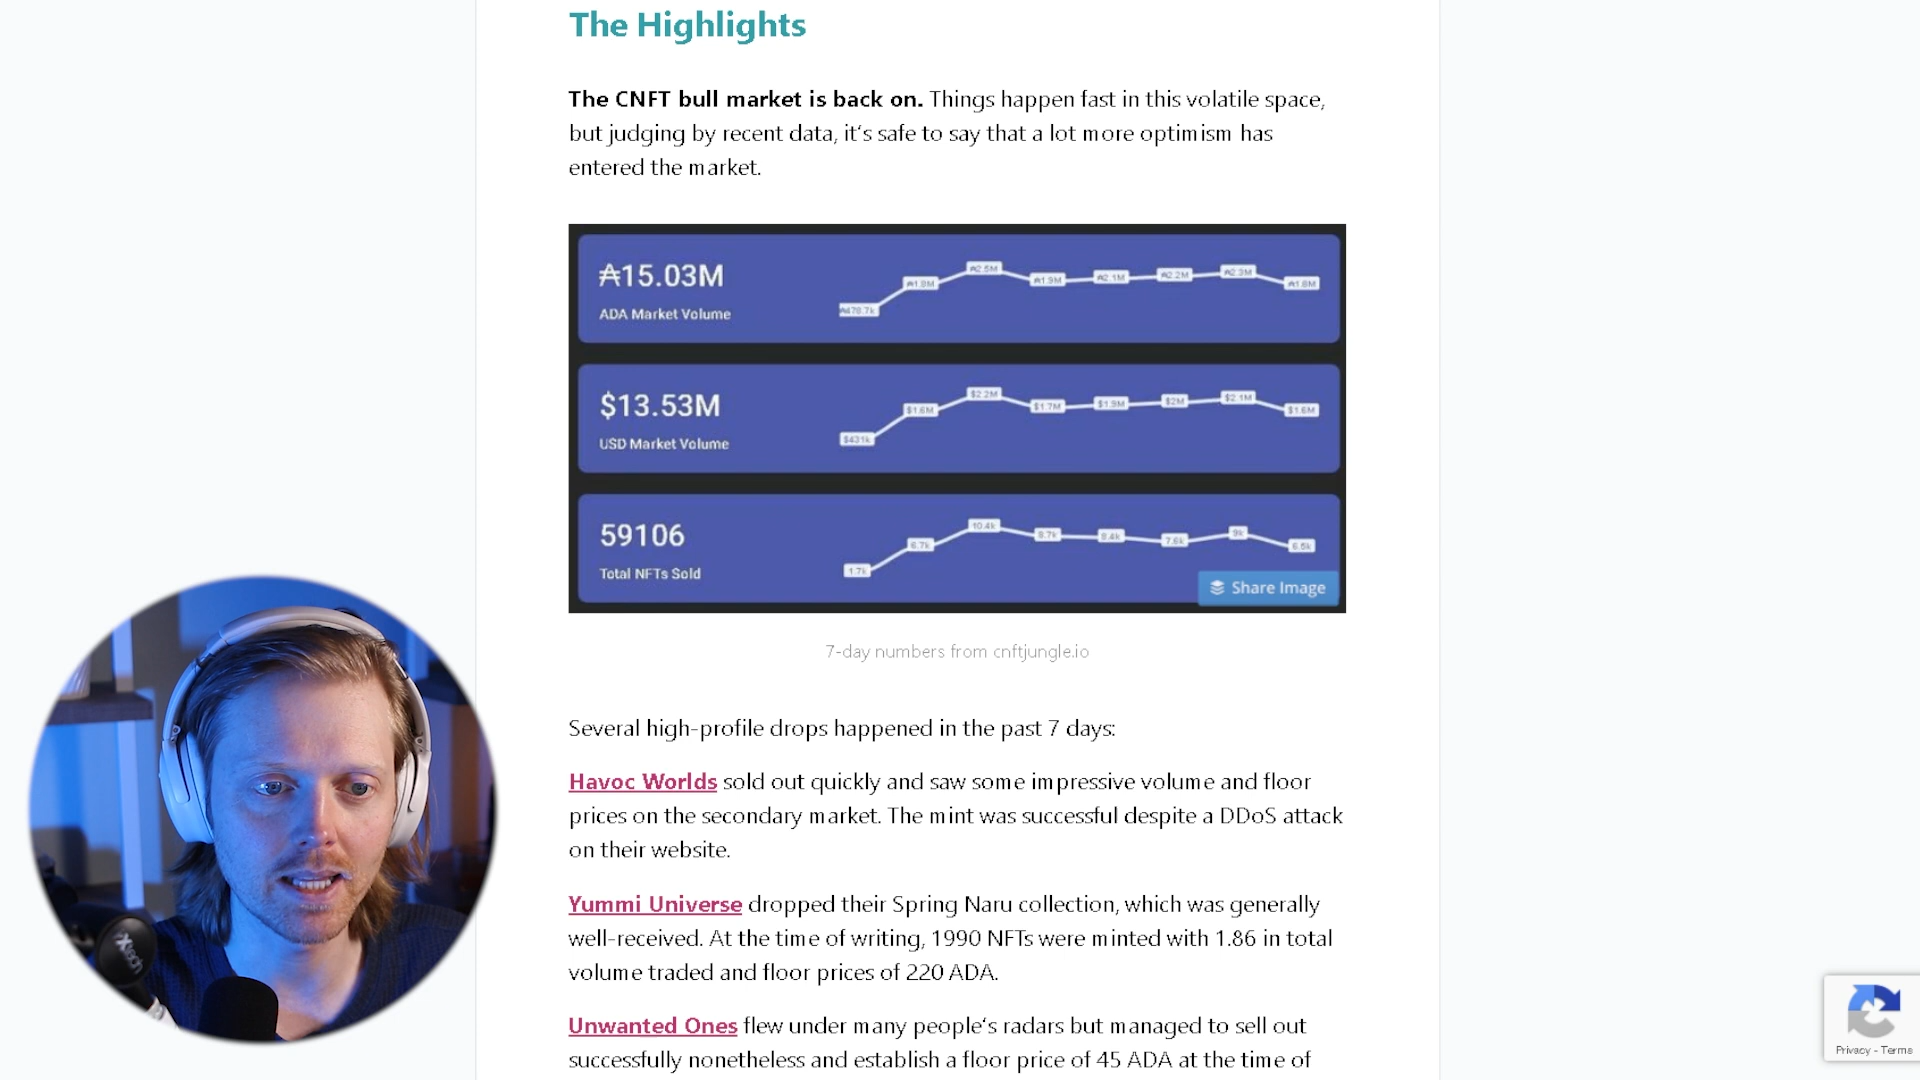 The Highlights
The CNFT bull market is back on. Things happen fast in this volatile space,
but judging by recent data, it's safe to say that a lot more optimism has
entered the market.
₳15.03M
ADA Market Volume
₳478.7k ₳1.8M ₳2.5M ₳1.9M ₳2.1M ₳2.2M ₳2.3M ₳1.8M
$13.53M
USD Market Volume
$431k $1.6M $2.2M $1.7M $1.9M $2M $2.1M $1.6M
59106
Total NFTs Sold
1.7k 6.7k 10.4k 8.7k 8.4k 7.6k 9k 6.5k
Share Image
7-day numbers from cnftjungle.io
Several high-profile drops happened in the past 7 days:
Havoc Worlds sold out quickly and saw some impressive volume and floor
prices on the secondary market. The mint was successful despite a DDoS attack
on their website.
Yummi Universe dropped their Spring Naru collection, which was generally
well-received. At the time of writing, 1990 NFTs were minted with 1.86 in total
volume traded and floor prices of 220 ADA.
Unwanted Ones flew under many people's radars but managed to sell out
successfully nonetheless and establish a floor price of 45 ADA at the time of
Privacy - Terms